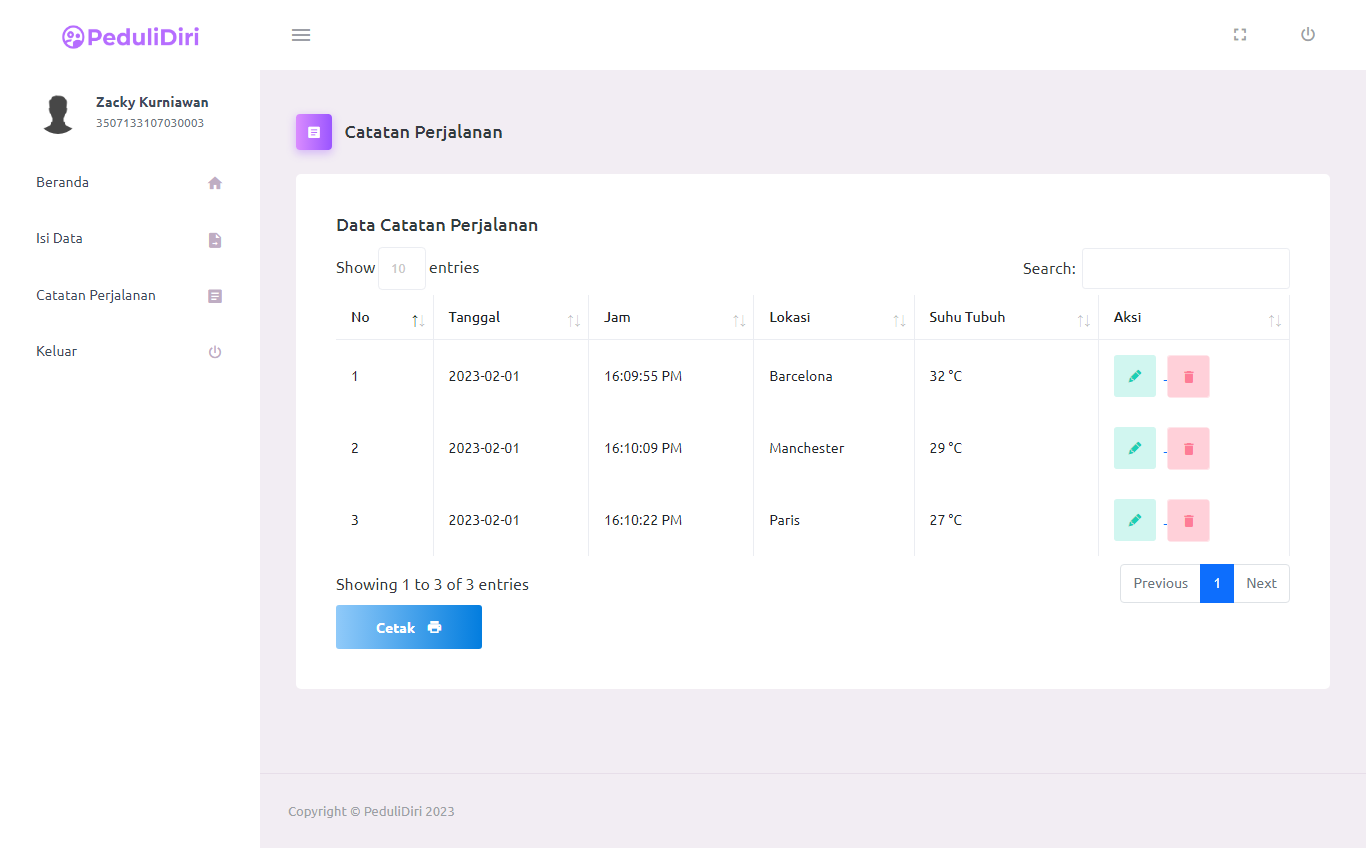 PeduliDiri
Zacky Kurniawan
3507133107030003
Beranda
Isi Data
Catatan Perjalanan
Keluar
Catatan Perjalanan
Data Catatan Perjalanan
Show 10 entries
Search:
No Tanggal Jam Lokasi Suhu Tubuh Aksi
1 2023-02-01 16:09:55 PM Barcelona 32 °C
2 2023-02-01 16:10:09 PM Manchester 29 °C
3 2023-02-01 16:10:22 PM Paris 27 °C
Showing 1 to 3 of 3 entries
Previous 1 Next
Cetak
Copyright © PeduliDiri 2023